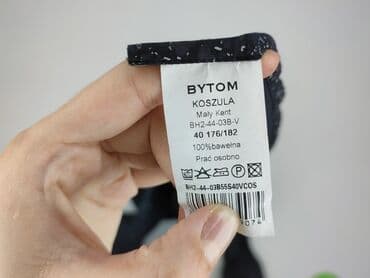 BYTOM
KOSZULA
Mały Kent
BH2-44-03B-V
40 176/182
100%bawełna
Prać osobno
BH2-44-03B55S40VCOS